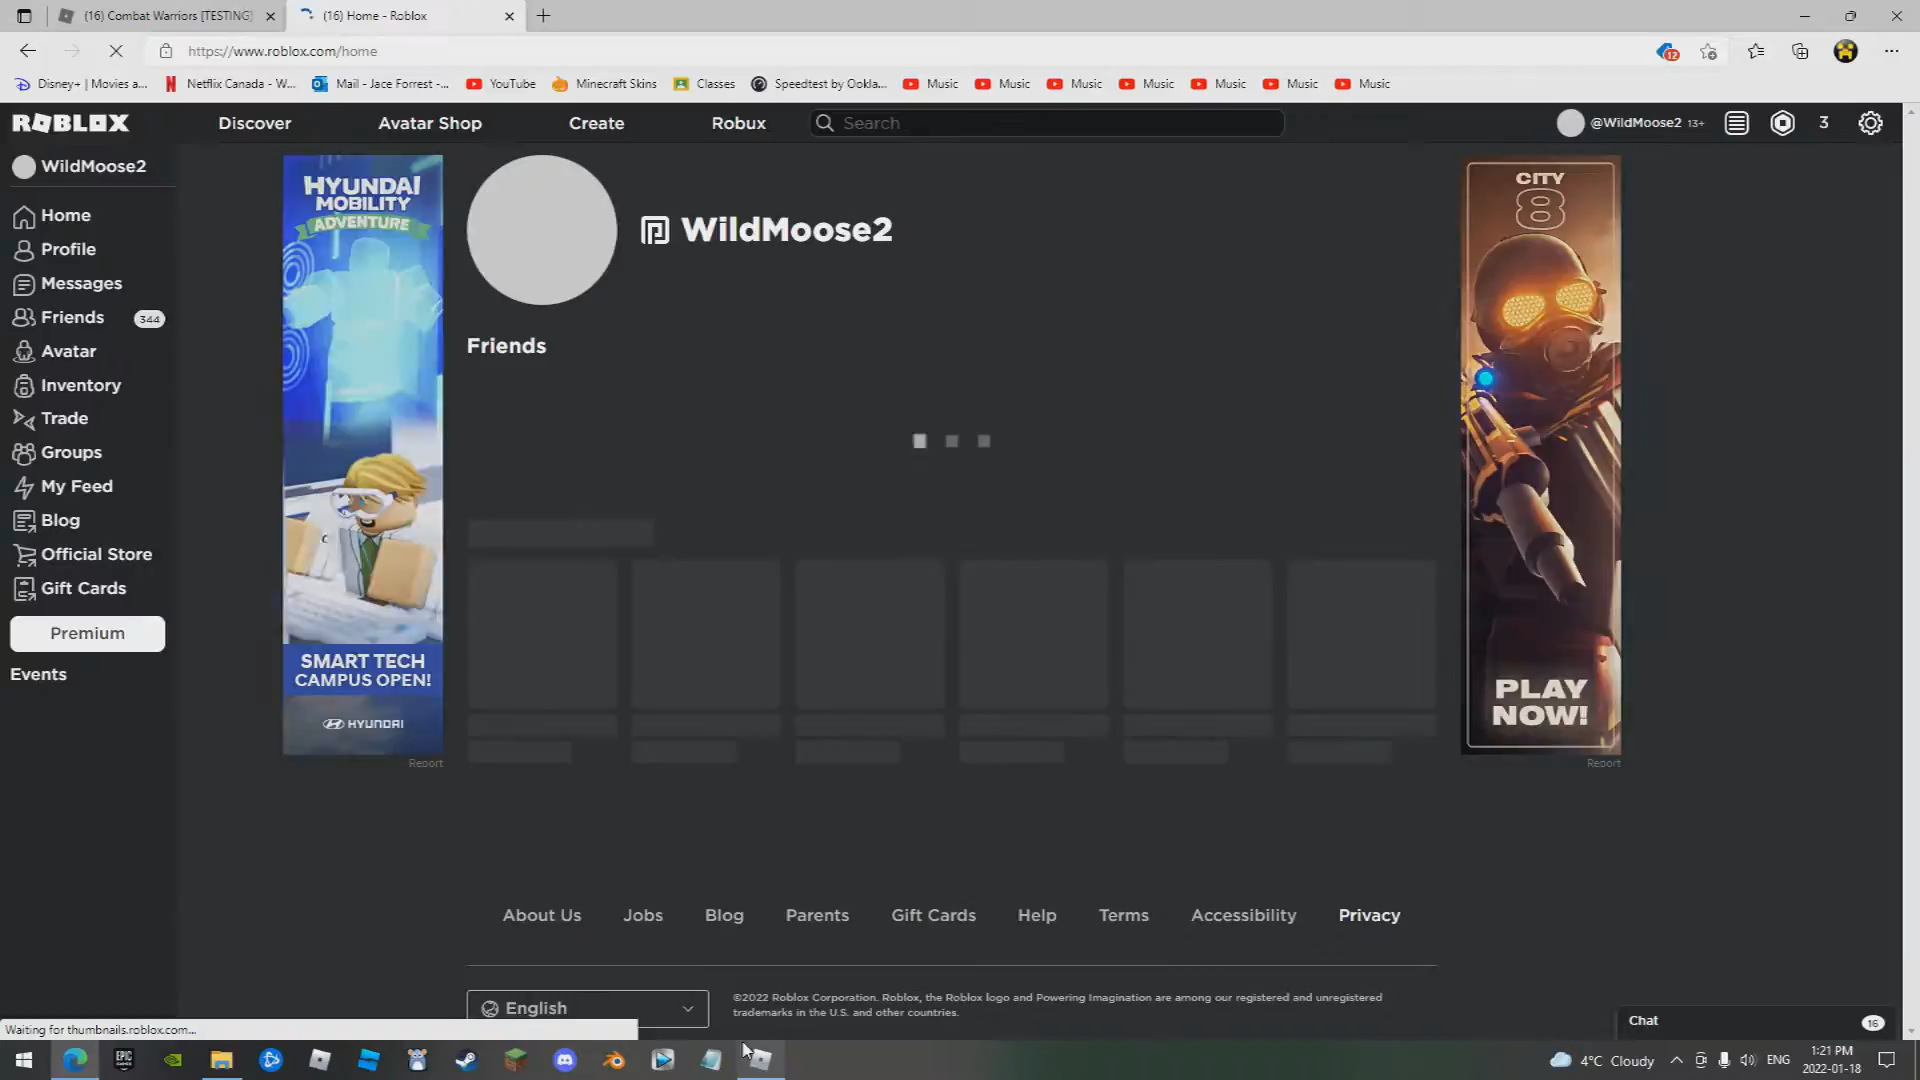 (16) Combat Warriors [TESTING]
(16) Home - Roblox
https://www.roblox.com/home
12
Disney+ | Movies a...
Netflix Canada - W...
Mail - Jace Forrest -...
YouTube
Minecraft Skins
Classes
Speedtest by Ookla...
Music
Music
Music
Music
Music
Music
Music
ROBLOX
Discover
Avatar Shop
Create
Robux
Search
@WildMoose2 13+
3
WildMoose2
Home
Profile
Messages
Friends 344
Avatar
Inventory
Trade
Groups
My Feed
Blog
Official Store
Gift Cards
Premium
Events
HYUNDAI
MOBILITY
ADVENTURE
SMART TECH
CAMPUS OPEN!
HYUNDAI
Report
WildMoose2
Friends
CITY
8
PLAY
NOW!
Report
About Us
Jobs
Blog
Parents
Gift Cards
Help
Terms
Accessibility
Privacy
English
©2022 Roblox Corporation. Roblox, the Roblox logo and Powering Imagination are among our registered and unregistered
trademarks in the U.S. and other countries.
Chat 16
Waiting for thumbnails.roblox.com...
EPIC GAMES
4°C Cloudy
ENG
1:21 PM
2022-01-18